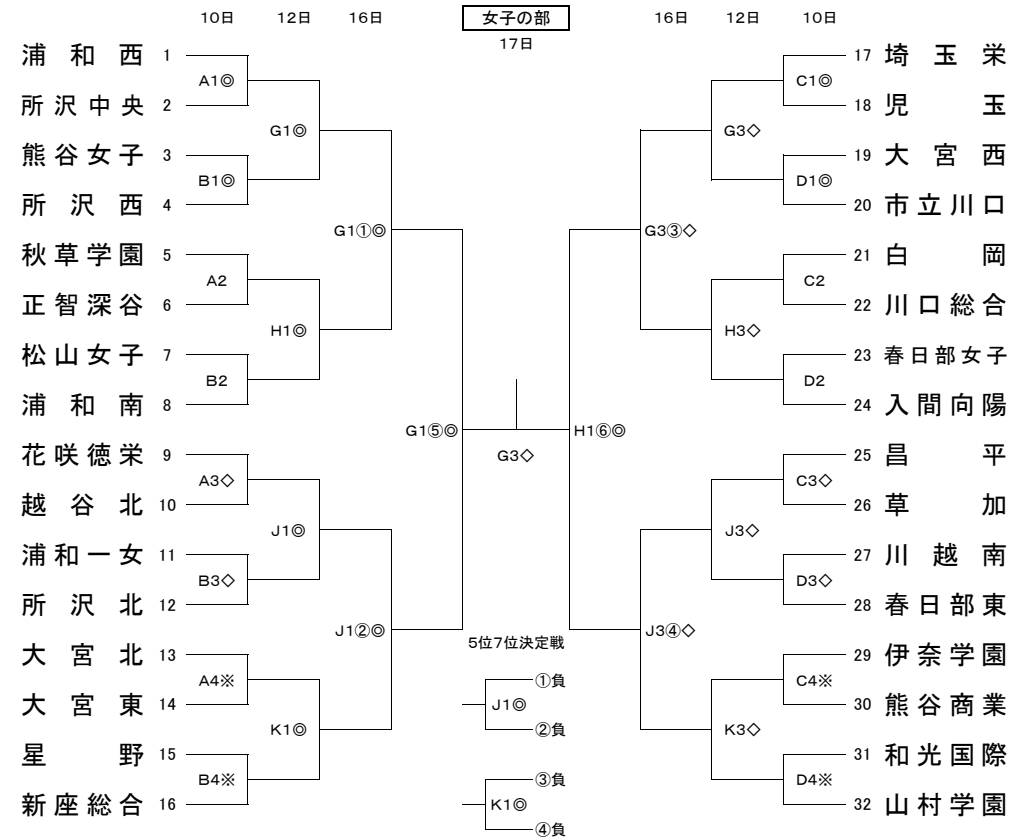 10日 12日 16日 女子の部 16日 12日 10日
17日
浦和西 1 17 埼玉栄
A1◎ C1◎
所沢中央 2 18 児玉
G1◎ G3◇
熊谷女子 3 19 大宮西
B1◎ D1◎
所沢西 4 20 市立川口
G1①◎ G3③◇
秋草学園 5 21 白岡
A2 C2
正智深谷 6 22 川口総合
H1◎ H3◇
松山女子 7 23 春日部女子
B2 D2
浦和南 8 24 入間向陽
G1⑤◎ H1⑥◎
花咲徳栄 9 25 昌平
G3◇
A3◇ C3◇
越谷北 10 26 草加
J1◎ J3◇
浦和一女 11 27 川越南
B3◇ D3◇
所沢北 12 28 春日部東
J1②◎ J3④◇
5位7位決定戦
大宮北 13 29 伊奈学園
A4※ ①負 C4※
大宮東 14 J1◎ 30 熊谷商業
K1◎ ②負 K3◇
星野 15 31 和光国際
B4※ ③負 D4※
新座総合 16 K1◎ 32 山村学園
④負